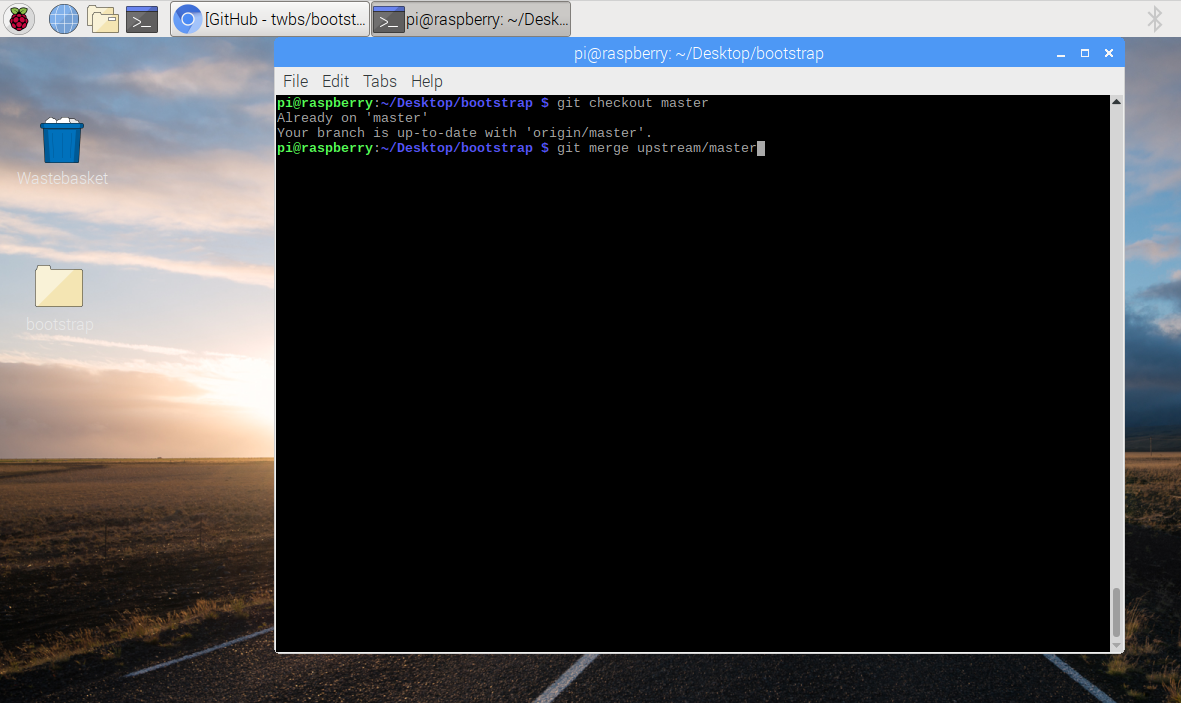 [GitHub - twbs/bootst...
pi@raspberry: ~/Desk...
pi@raspberry: ~/Desktop/bootstrap
File Edit Tabs Help
pi@raspberry:~/Desktop/bootstrap $ git checkout master
Already on 'master'
Your branch is up-to-date with 'origin/master'.
pi@raspberry:~/Desktop/bootstrap $ git merge upstream/master
Wastebasket
bootstrap